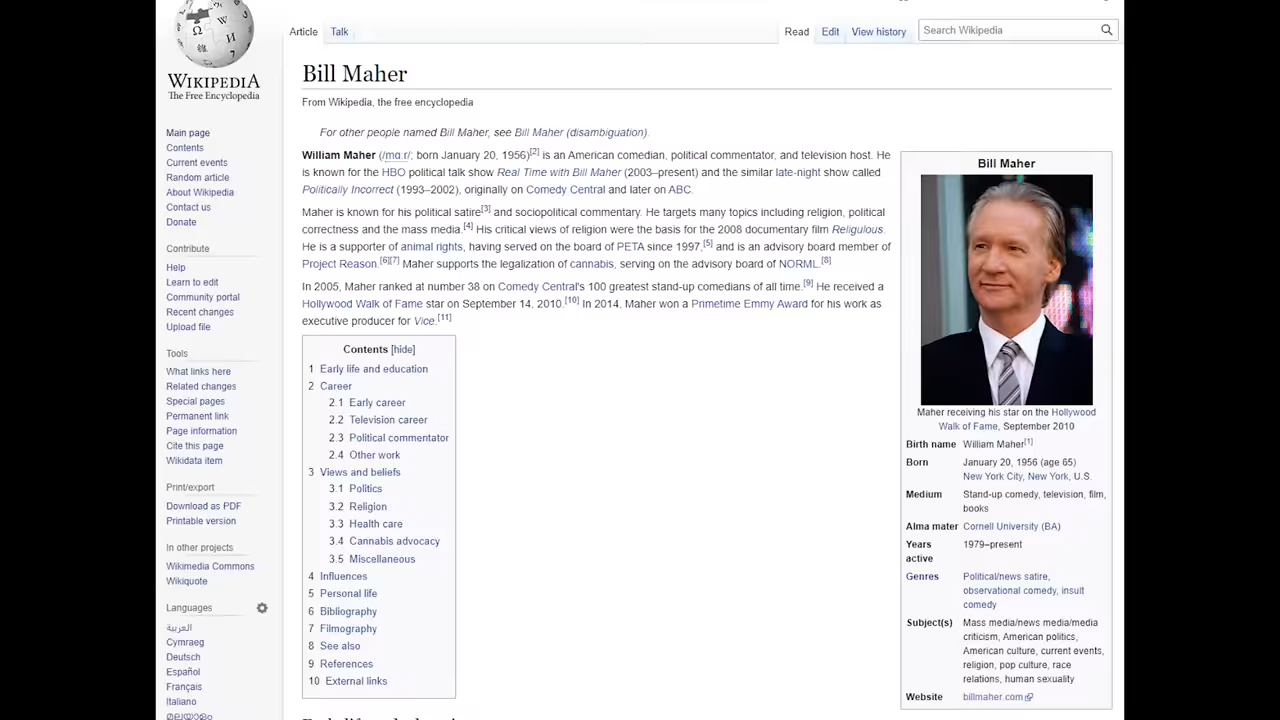 WIKIPEDIA
The Free Encyclopedia
Main page
Contents
Current events
Random article
About Wikipedia
Contact us
Donate
Contribute
Help
Learn to edit
Community portal
Recent changes
Upload file
Tools
What links here
Related changes
Special pages
Permanent link
Page information
Cite this page
Wikidata item
Print/export
Download as PDF
Printable version
In other projects
Wikimedia Commons
Wikiquote
Languages
العربية
Cymraeg
Deutsch
Español
Français
Italiano
മലയാളം
Article Talk Read Edit View history Search Wikipedia
Bill Maher
From Wikipedia, the free encyclopedia
For other people named Bill Maher, see Bill Maher (disambiguation).
William Maher (/mɑːr/; born January 20, 1956)[2] is an American comedian, political commentator, and television host. He
is known for the HBO political talk show Real Time with Bill Maher (2003–present) and the similar late-night show called
Politically Incorrect (1993–2002), originally on Comedy Central and later on ABC.
Maher is known for his political satire[3] and sociopolitical commentary. He targets many topics including religion, political
correctness and the mass media.[4] His critical views of religion were the basis for the 2008 documentary film Religulous.
He is a supporter of animal rights, having served on the board of PETA since 1997,[5] and is an advisory board member of
Project Reason.[6][7] Maher supports the legalization of cannabis, serving on the advisory board of NORML.[8]
In 2005, Maher ranked at number 38 on Comedy Central's 100 greatest stand-up comedians of all time.[9] He received a
Hollywood Walk of Fame star on September 14, 2010.[10] In 2014, Maher won a Primetime Emmy Award for his work as
executive producer for Vice.[11]
Contents [hide]
1 Early life and education
2 Career
2.1 Early career
2.2 Television career
2.3 Political commentator
2.4 Other work
3 Views and beliefs
3.1 Politics
3.2 Religion
3.3 Health care
3.4 Cannabis advocacy
3.5 Miscellaneous
4 Influences
5 Personal life
6 Bibliography
7 Filmography
8 See also
9 References
10 External links
Bill Maher
Maher receiving his star on the Hollywood
Walk of Fame, September 2010
Birth name William Maher[1]
Born January 20, 1956 (age 65)
New York City, New York, U.S.
Medium Stand-up comedy, television, film,
books
Alma mater Cornell University (BA)
Years 1979–present
active
Genres Political/news satire,
observational comedy, insult
comedy
Subject(s) Mass media/news media/media
criticism, American politics,
American culture, current events,
religion, pop culture, race
relations, human sexuality
Website billmaher.com